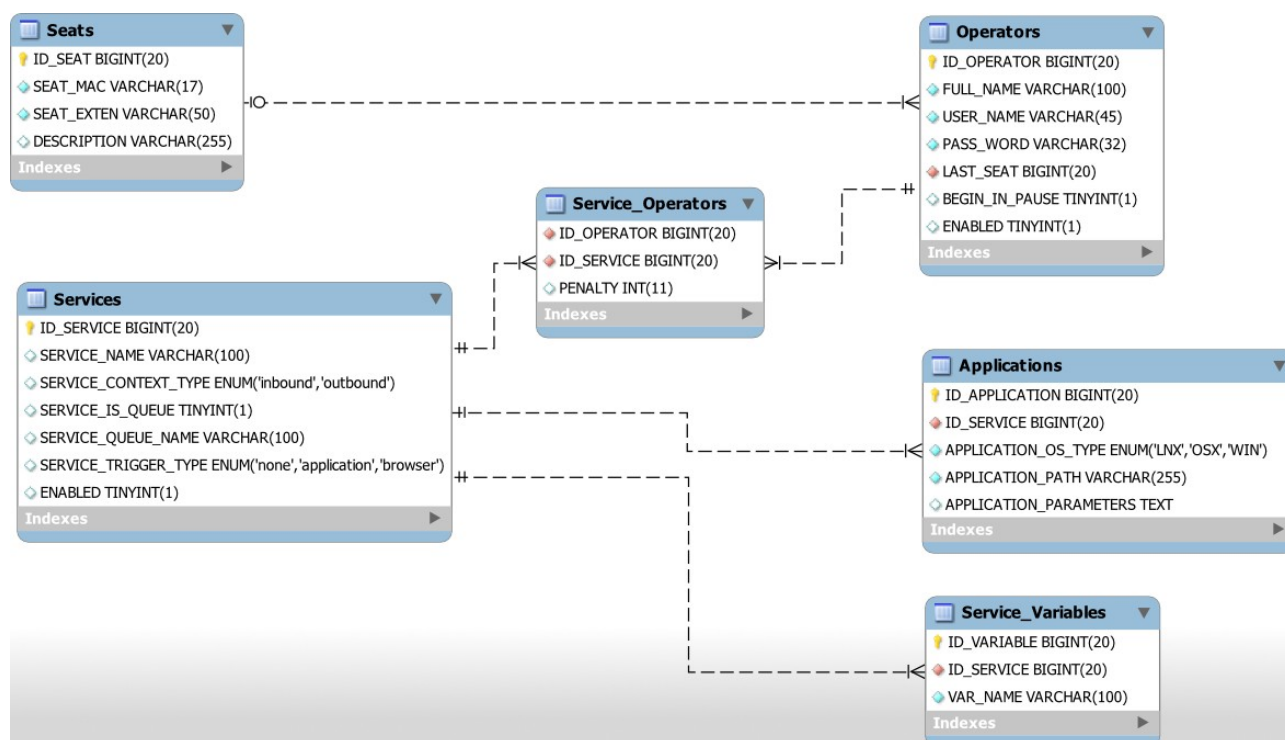 Seats
ID_SEAT BIGINT(20)
SEAT_MAC VARCHAR(17)
SEAT_EXTEN VARCHAR(50)
DESCRIPTION VARCHAR(255)
Indexes
Operators
ID_OPERATOR BIGINT(20)
FULL_NAME VARCHAR(100)
USER_NAME VARCHAR(45)
PASS_WORD VARCHAR(32)
LAST_SEAT BIGINT(20)
BEGIN_IN_PAUSE TINYINT(1)
ENABLED TINYINT(1)
Indexes
Service_Operators
ID_OPERATOR BIGINT(20)
ID_SERVICE BIGINT(20)
PENALTY INT(11)
Indexes
Services
ID_SERVICE BIGINT(20)
SERVICE_NAME VARCHAR(100)
SERVICE_CONTEXT_TYPE ENUM('inbound','outbound')
SERVICE_IS_QUEUE TINYINT(1)
SERVICE_QUEUE_NAME VARCHAR(100)
SERVICE_TRIGGER_TYPE ENUM('none','application','browser')
ENABLED TINYINT(1)
Indexes
Applications
ID_APPLICATION BIGINT(20)
ID_SERVICE BIGINT(20)
APPLICATION_OS_TYPE ENUM('LNX','OSX','WIN')
APPLICATION_PATH VARCHAR(255)
APPLICATION_PARAMETERS TEXT
Indexes
Service_Variables
ID_VARIABLE BIGINT(20)
ID_SERVICE BIGINT(20)
VAR_NAME VARCHAR(100)
Indexes